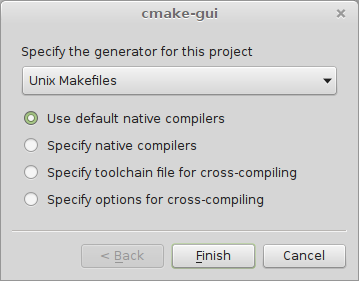 cmake-gui
Specify the generator for this project
Unix Makefiles
Use default native compilers
Specify native compilers
Specify toolchain file for cross-compiling
Specify options for cross-compiling
< Back Finish Cancel